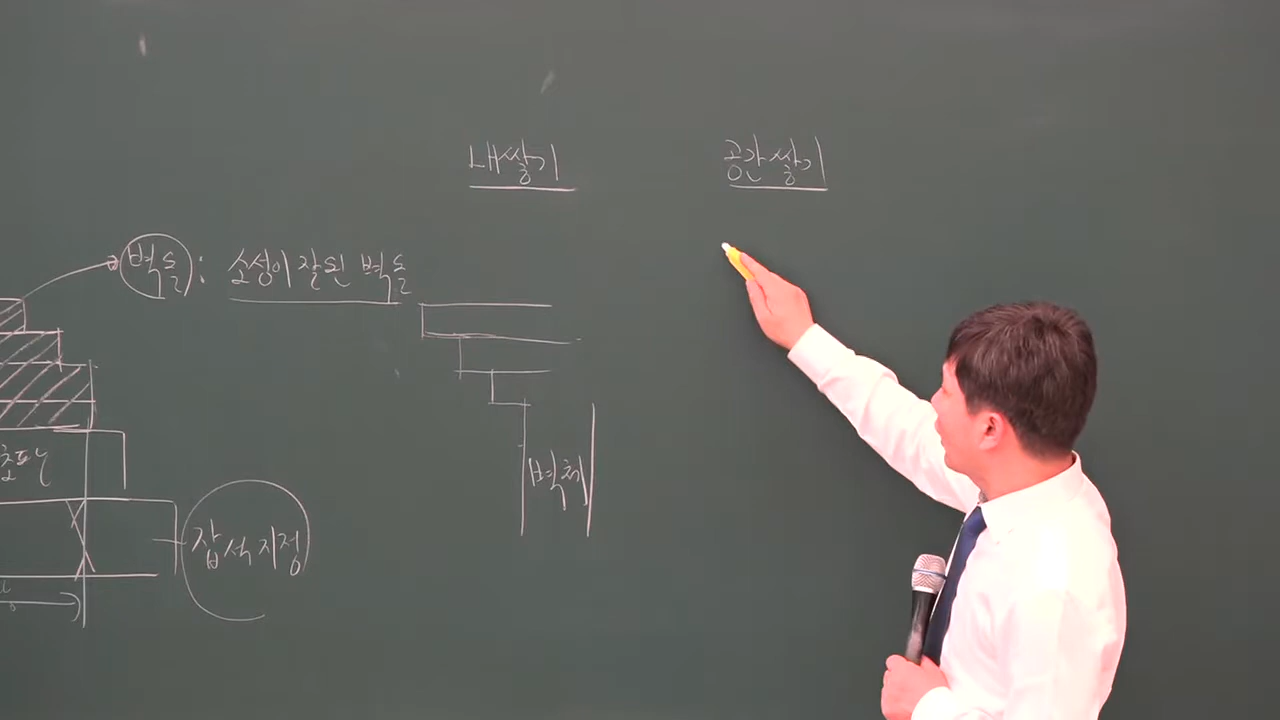 내쌓기
공간쌓기
벽돌 : 소성이 잘된 벽돌
벽체
잡석지정